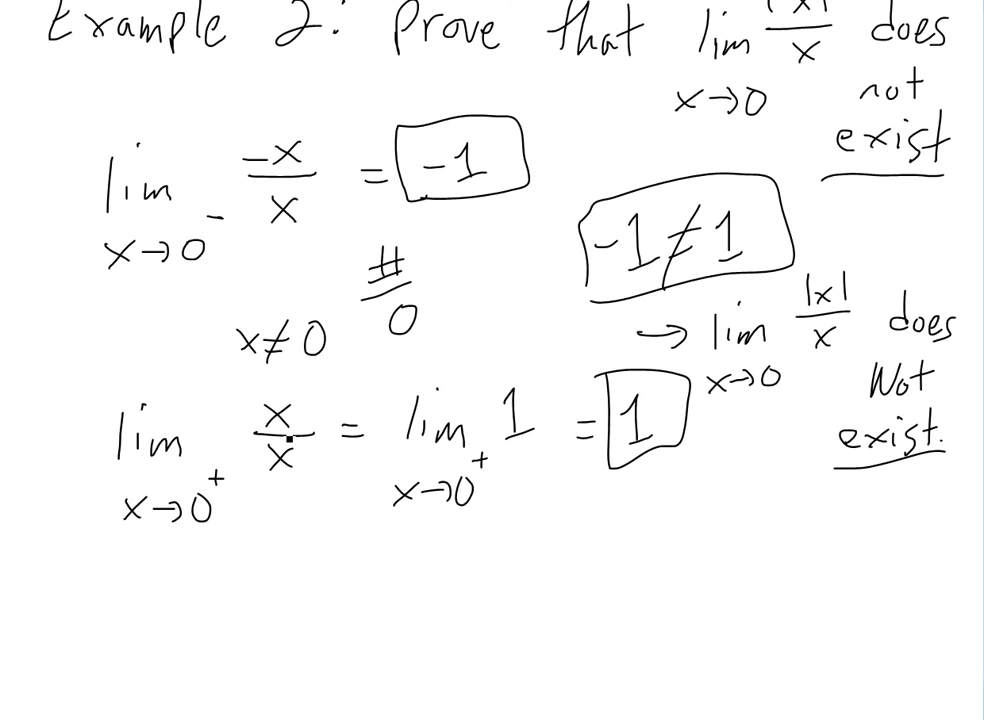 Example 2: Prove that lim x→0 |x|/x does not exist
lim x→0⁻ -x/x = -1
-1 ≠ 1
#/0
x≠0
→ lim x→0 |x|/x does Not exist.
lim x→0⁺ x/x = lim x→0⁺ 1 = 1